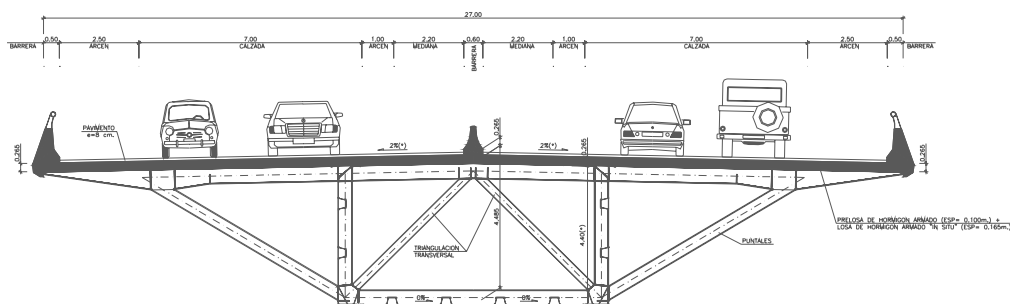 27,00
0,50 2,50 7,00 1,00 2,20 0,60 2,20 1,00 7,00 2,50 0,50
BARRERA ARCEN CALZADA ARCEN MEDIANA BARRERA MEDIANA ARCEN CALZADA ARCEN BARRERA
PAVIMENTO
e=8 cm.
2%(*)
2%(*)
0,265
0,265
0,265
0,265
4,485
4,40(*)
PRELOSA DE HORMIGON ARMADO (ESP= 0.100m.) +
LOSA DE HORMIGON ARMADO "IN SITU" (ESP= 0.165m.)
TRIANGULACION
TRANSVERSAL
PUNTALES
0%
0%